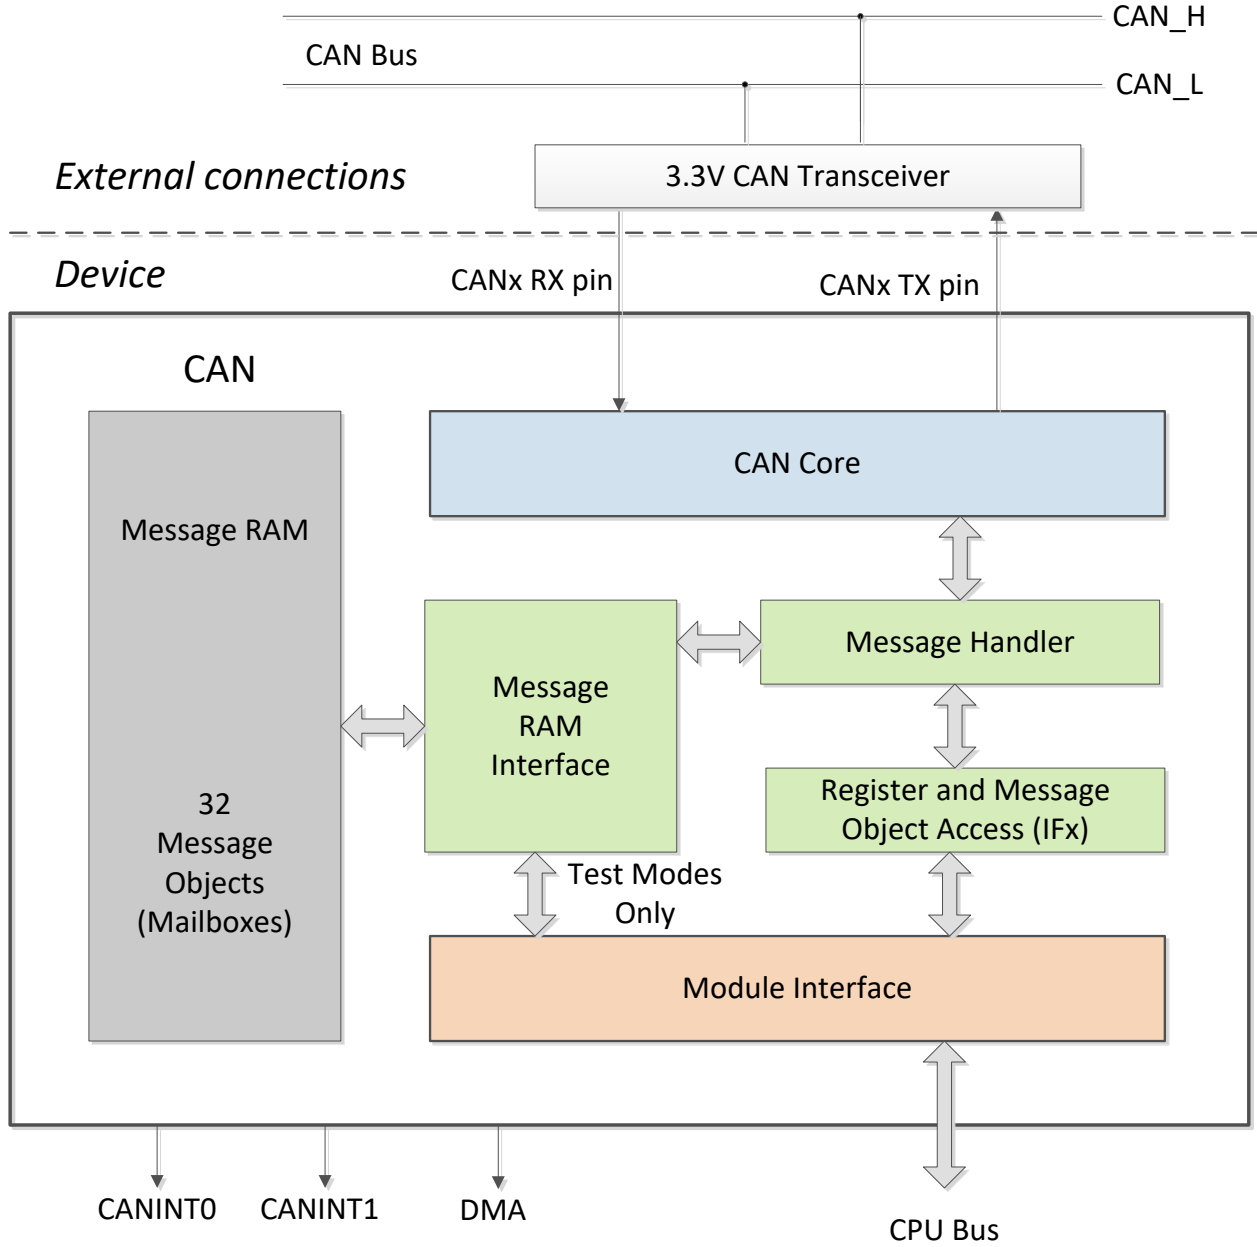 CAN_H
CAN Bus
CAN_L
External connections
3.3V CAN Transceiver
Device
CANx RX pin
CANx TX pin
CAN
CAN Core
Message RAM
Message Handler
Message
RAM
Interface
32
Message
Objects
(Mailboxes)
Register and Message
Object Access (IFx)
Test Modes
Only
Module Interface
CANINT0
CANINT1
DMA
CPU Bus